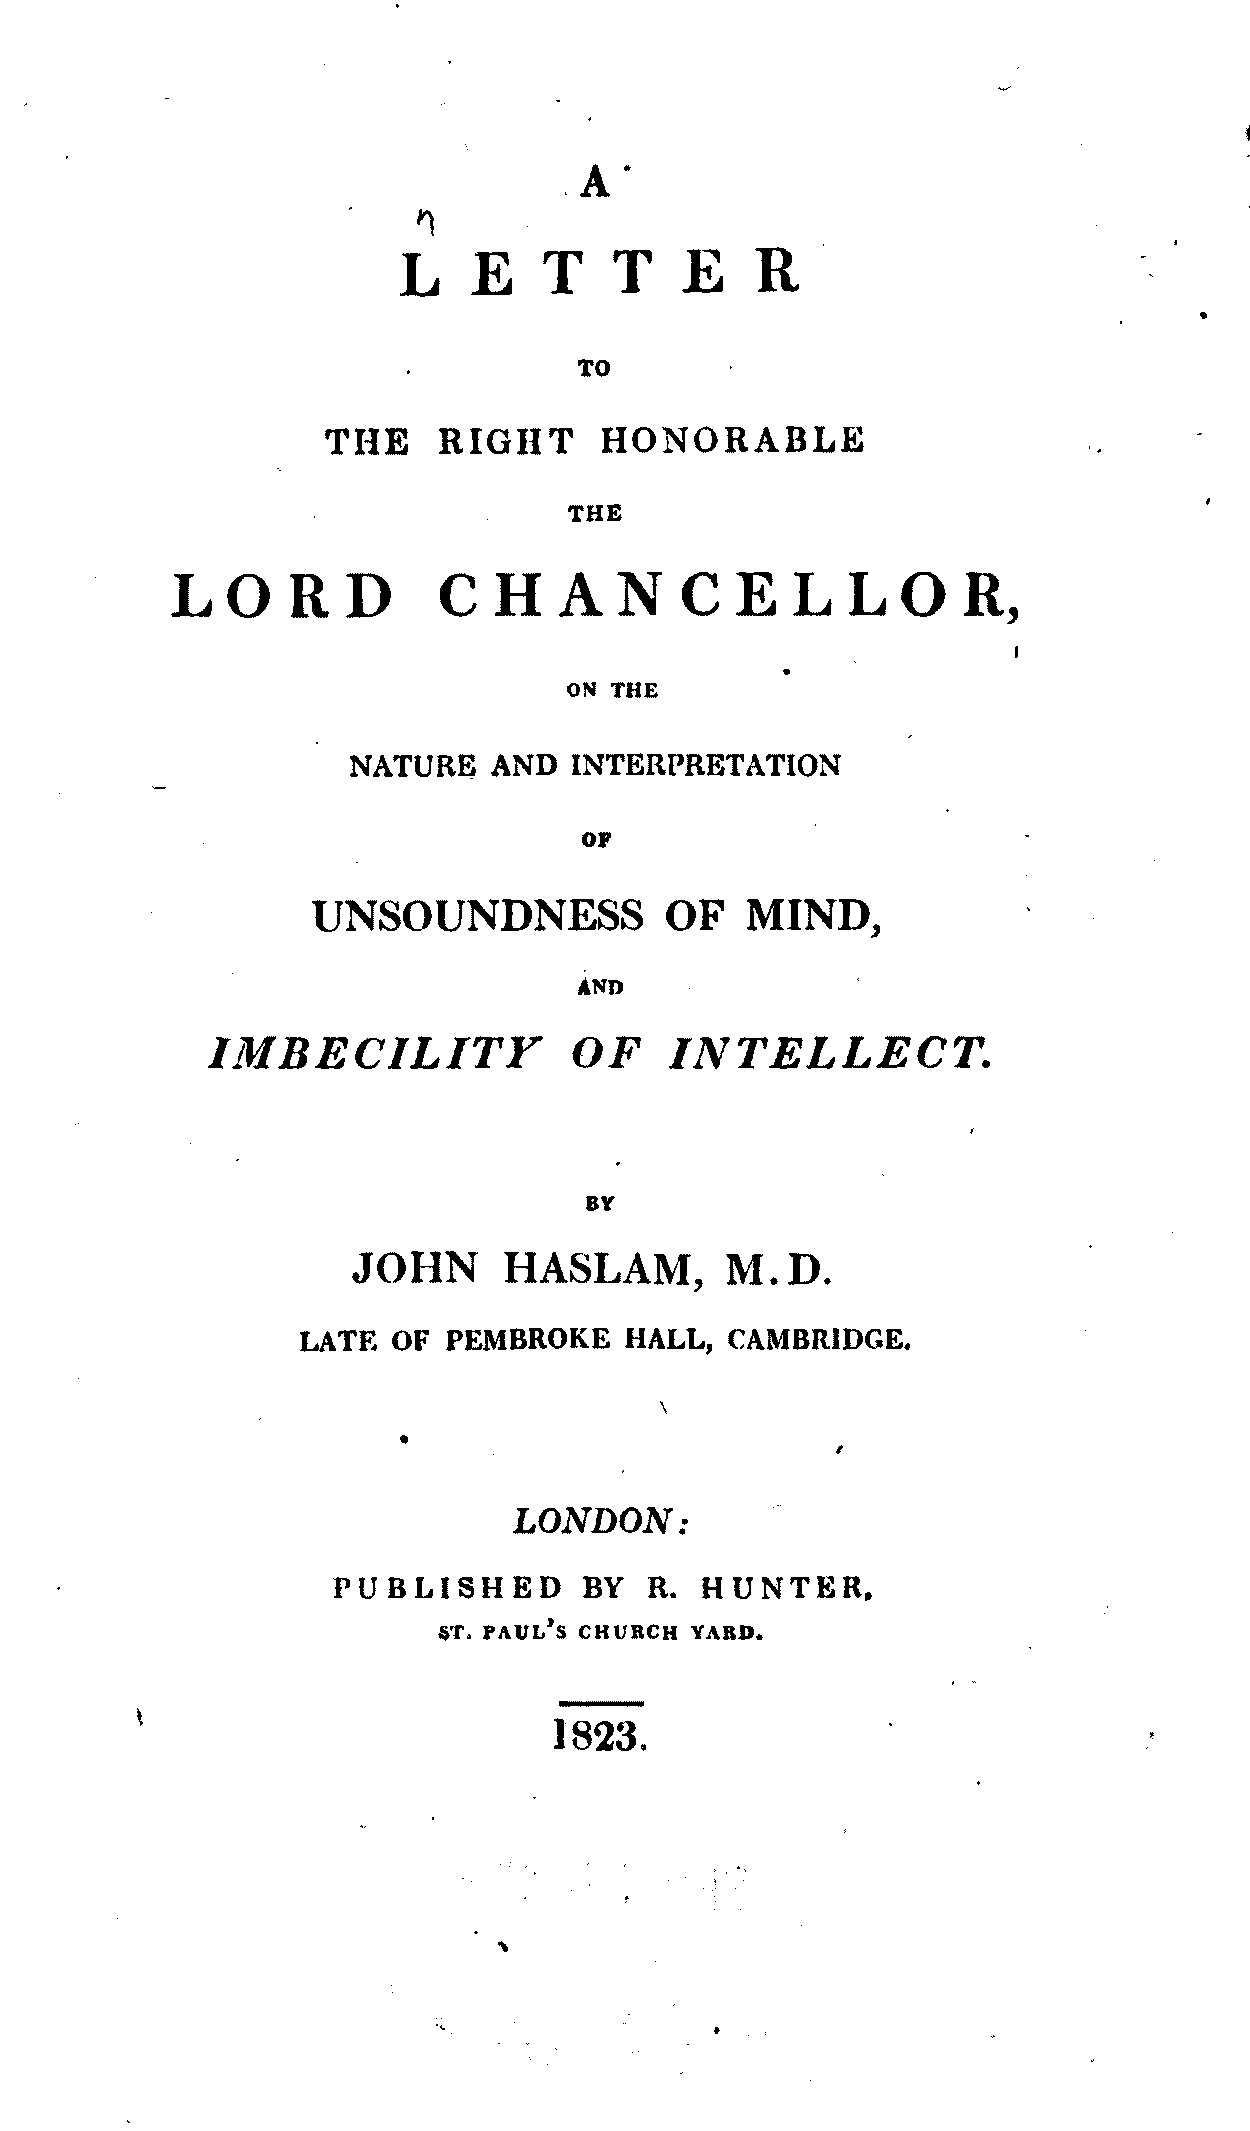 A
LETTER
TO
THE RIGHT HONORABLE
THE
LORD CHANCELLOR,
ON THE
NATURE AND INTERPRETATION
OF
UNSOUNDNESS OF MIND,
AND
IMBECILITY OF INTELLECT.
BY
JOHN HASLAM, M.D.
LATE OF PEMBROKE HALL, CAMBRIDGE.
LONDON:
PUBLISHED BY R. HUNTER,
ST. PAUL'S CHURCH YARD.
1823.